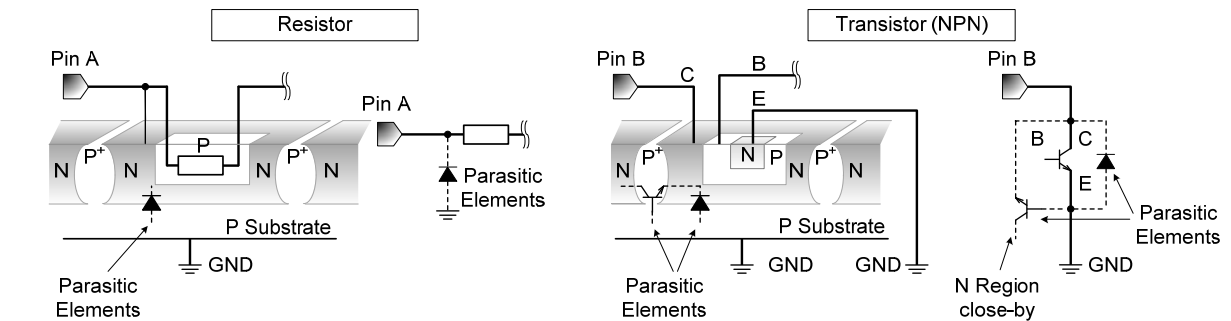 Resistor
Pin A
N
P+
N
P
N
P+
N
P Substrate
GND
Parasitic
Elements
Pin A
Parasitic
Elements
Transistor (NPN)
Pin B
C
B
E
N
P+
N
P
N
P+
N
P Substrate
GND
GND
Parasitic
Elements
Pin B
B
C
E
Parasitic
Elements
GND
N Region
close-by